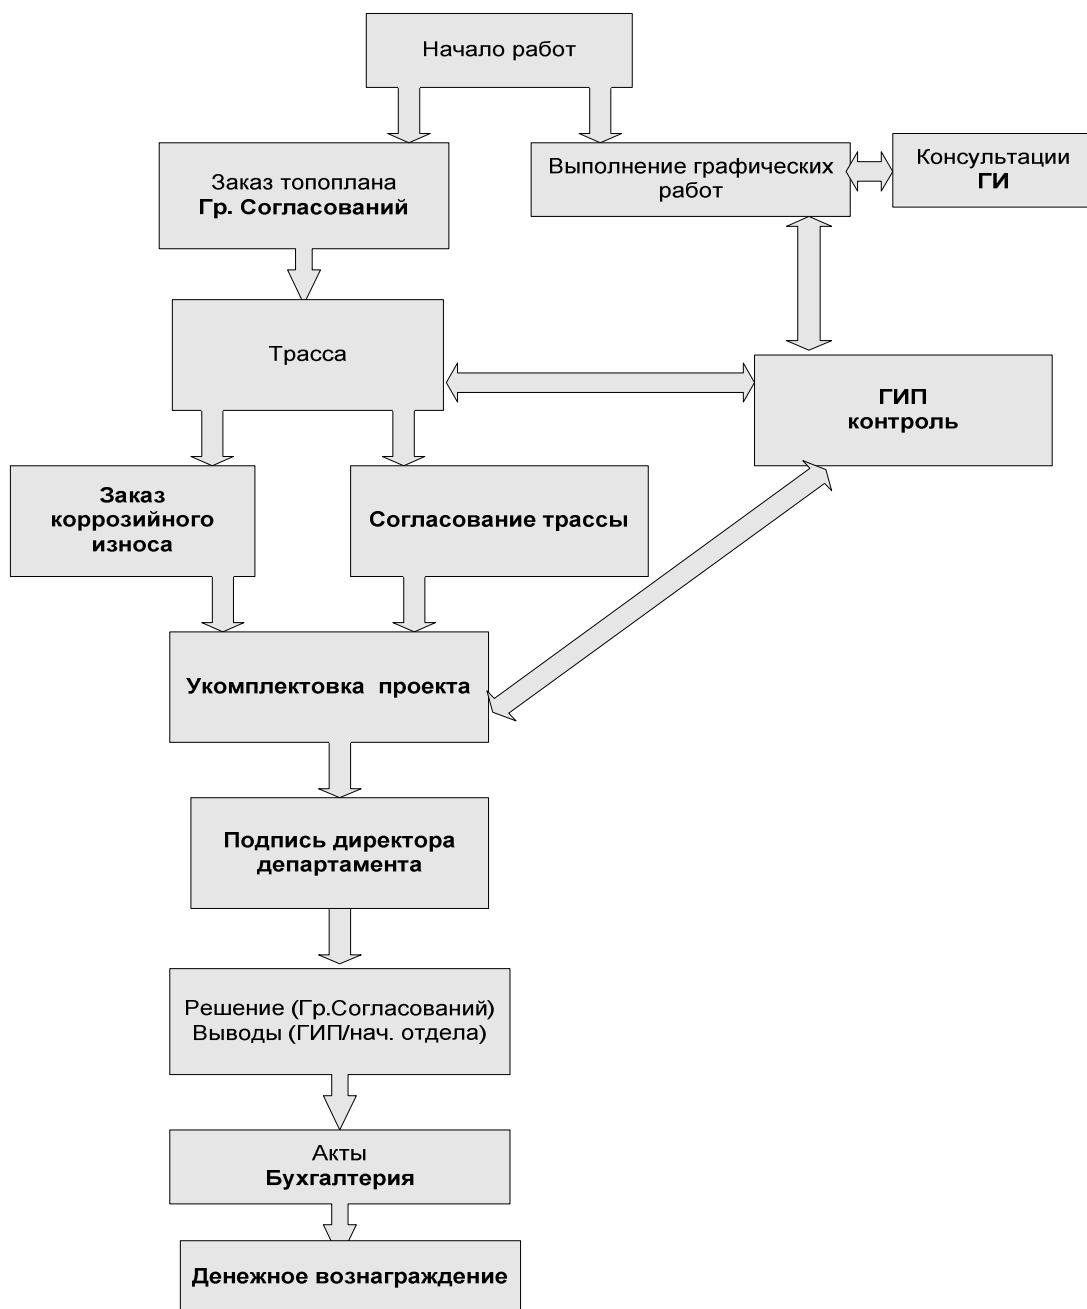 Начало работ
Заказ топоплана
Гр. Согласований
Выполнение графических
работ
Консультации
ГИ
Трасса
ГИП
контроль
Заказ
коррозийного
износа
Согласование трассы
Укомплектовка проекта
Подпись директора
департамента
Решение (Гр.Согласований)
Выводы (ГИП/нач. отдела)
Акты
Бухгалтерия
Денежное вознаграждение